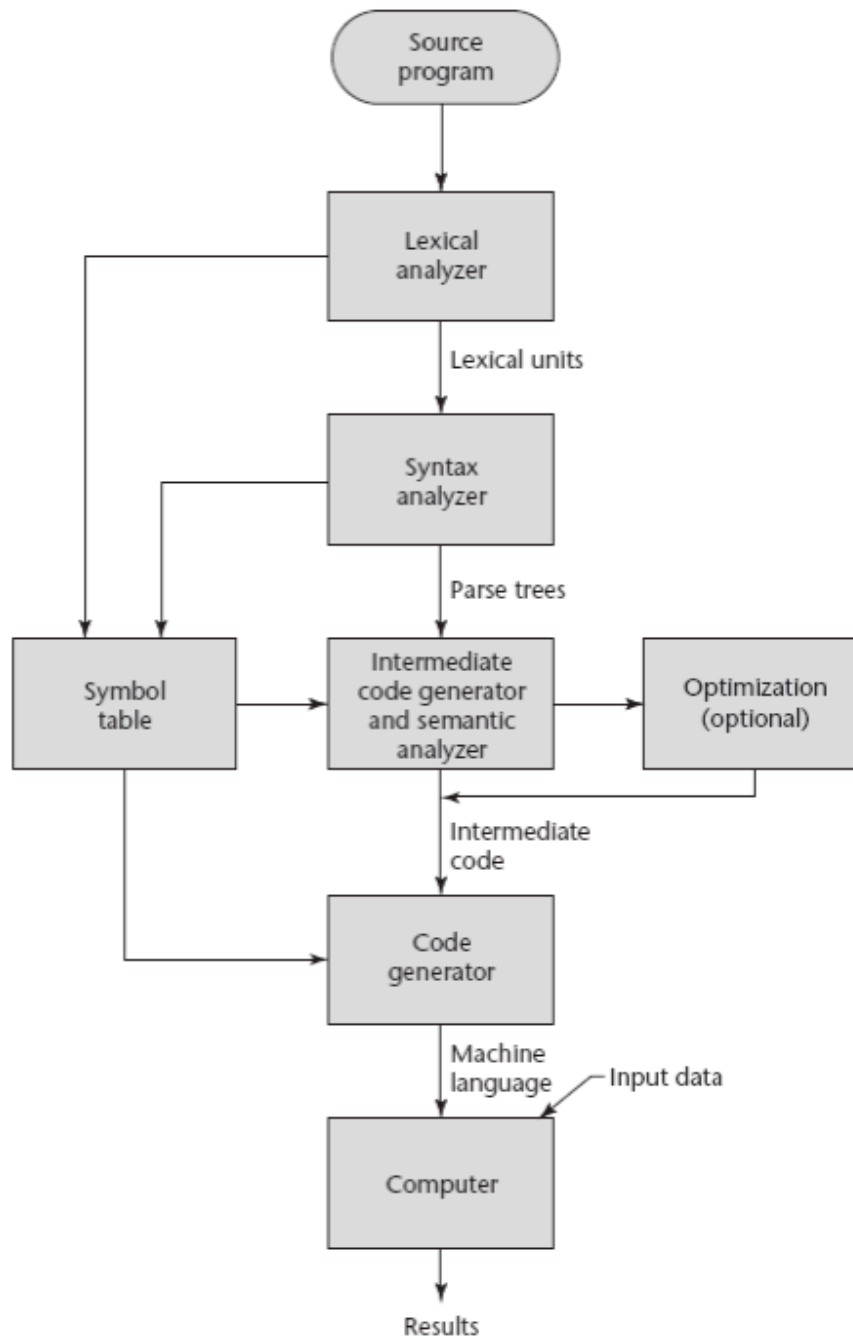 Source
program
Lexical
analyzer
Lexical units
Syntax
analyzer
Parse trees
Symbol
table
Intermediate
code generator
and semantic
analyzer
Optimization
(optional)
Intermediate
code
Code
generator
Machine
language
Input data
Computer
Results